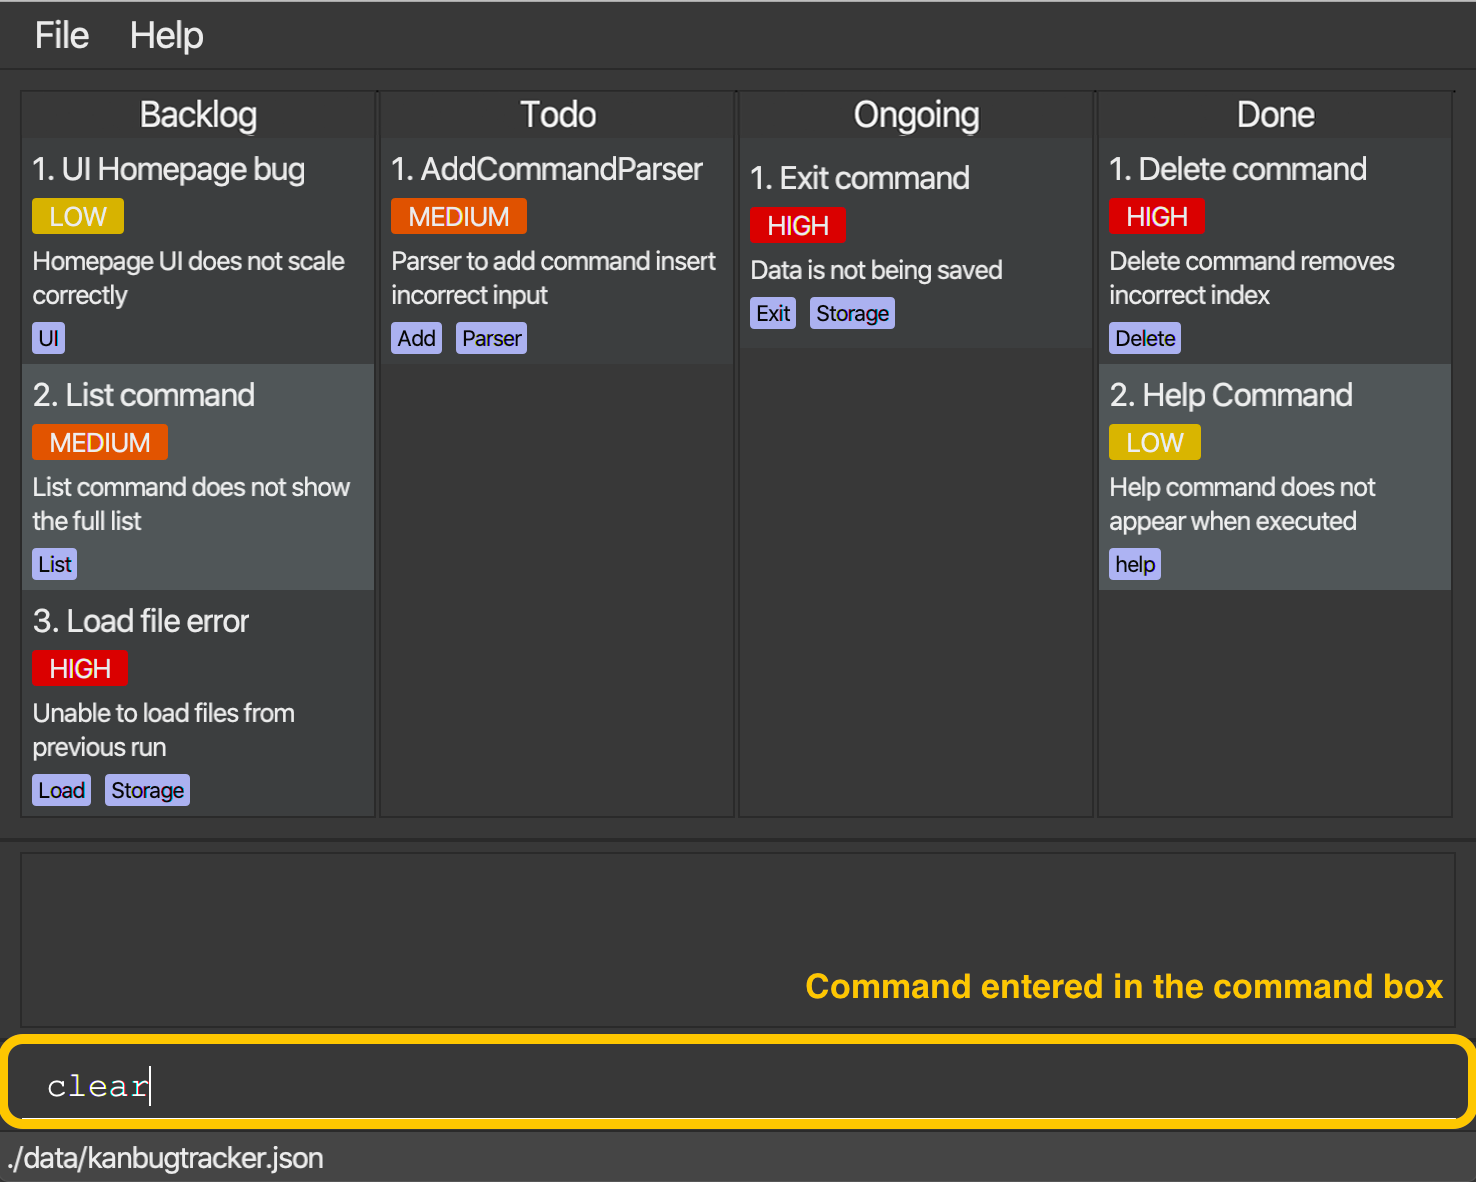 File Help
Backlog
1. UI Homepage bug
LOW
Homepage UI does not scale
correctly
UI
2. List command
MEDIUM
List command does not show
the full list
List
3. Load file error
HIGH
Unable to load files from
previous run
Load Storage
Todo
1. AddCommandParser
MEDIUM
Parser to add command insert
incorrect input
Add Parser
Ongoing
1. Exit command
HIGH
Data is not being saved
Exit Storage
Done
1. Delete command
HIGH
Delete command removes
incorrect index
Delete
2. Help Command
LOW
Help command does not
appear when executed
help
Command entered in the command box
clear
./data/kanbugtracker.json